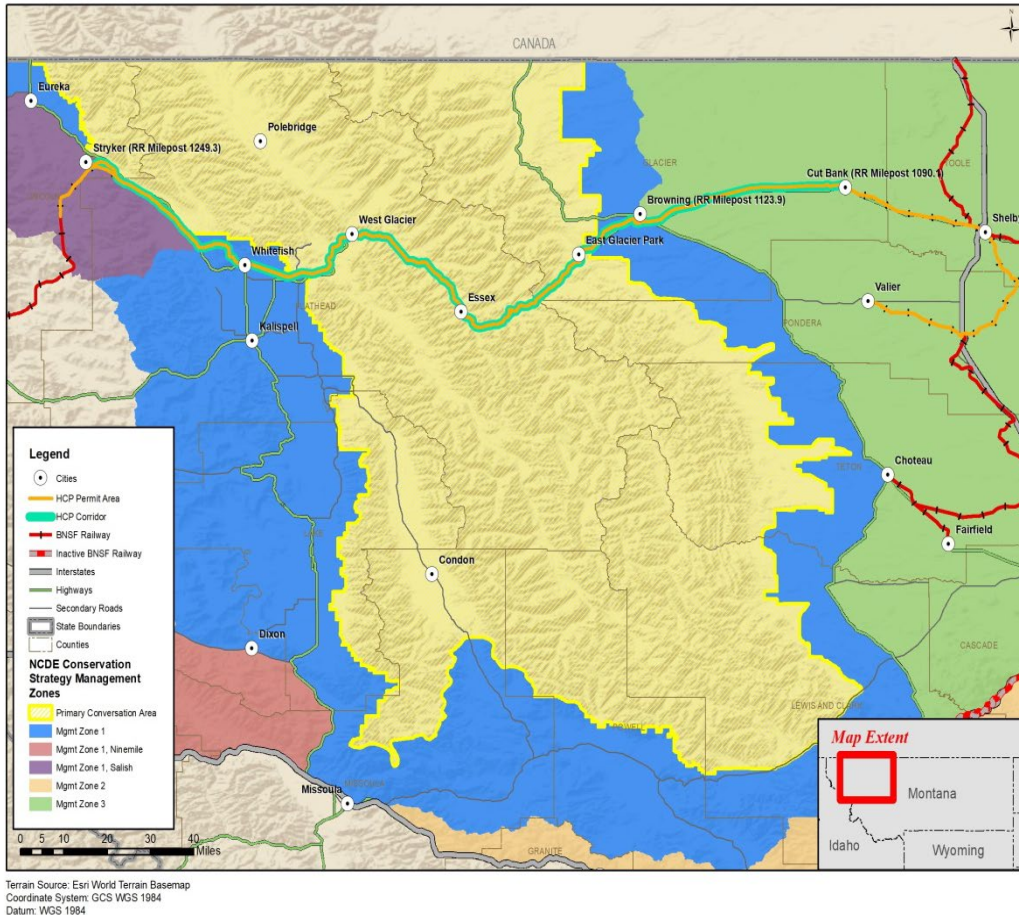 N
CANADA
Eureka
Polebridge
Stryker (RR Milepost 1249.3)
GLACIER
TOOLE
Cut Bank (RR Milepost 1090.1)
Browning (RR Milepost 1123.9)
West Glacier
Shelby
East Glacier Park
Whitefish
Valier
Essex
FLATHEAD
PONDERA
Kalispell
Choteau
TETON
Fairfield
LAKE
Condon
Dixon
CASCADE
LEWIS AND CLARK
POWELL
Missoula
MISSOULA
GRANITE
Legend
Cities
HCP Permit Area
HCP Corridor
BNSF Railway
Inactive BNSF Railway
Interstates
Highways
Secondary Roads
State Boundaries
Counties
NCDE Conservation
Strategy Management
Zones
Primary Conversation Area
Mgmt Zone 1
Mgmt Zone 1, Ninemile
Mgmt Zone 1, Salish
Mgmt Zone 2
Mgmt Zone 3
0 5 10 20 30 40
Miles
Map Extent
Montana
Idaho
Wyoming
Terrain Source: Esri World Terrain Basemap
Coordinate System: GCS WGS 1984
Datum: WGS 1984